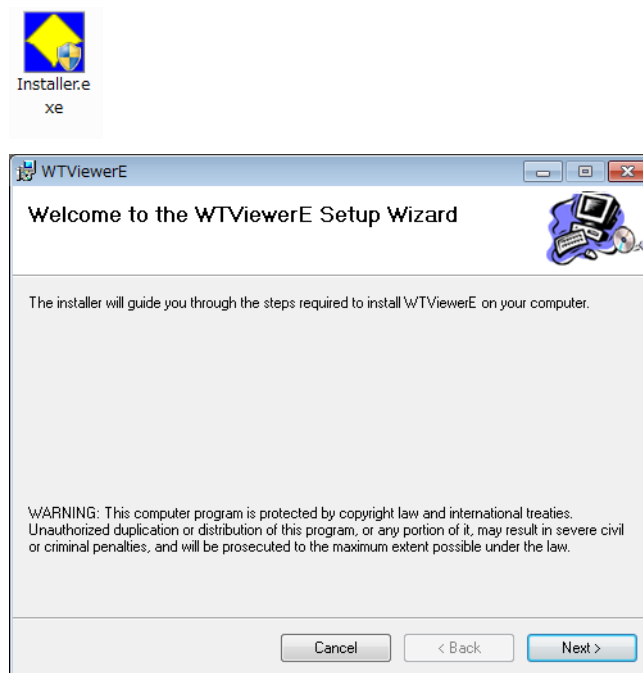 Installer.e
xe
WTViewerE
Welcome to the WTViewerE Setup Wizard
The installer will guide you through the steps required to install WTViewerE on your computer.
WARNING: This computer program is protected by copyright law and international treaties.
Unauthorized duplication or distribution of this program, or any portion of it, may result in severe civil
or criminal penalties, and will be prosecuted to the maximum extent possible under the law.
Cancel
< Back
Next >